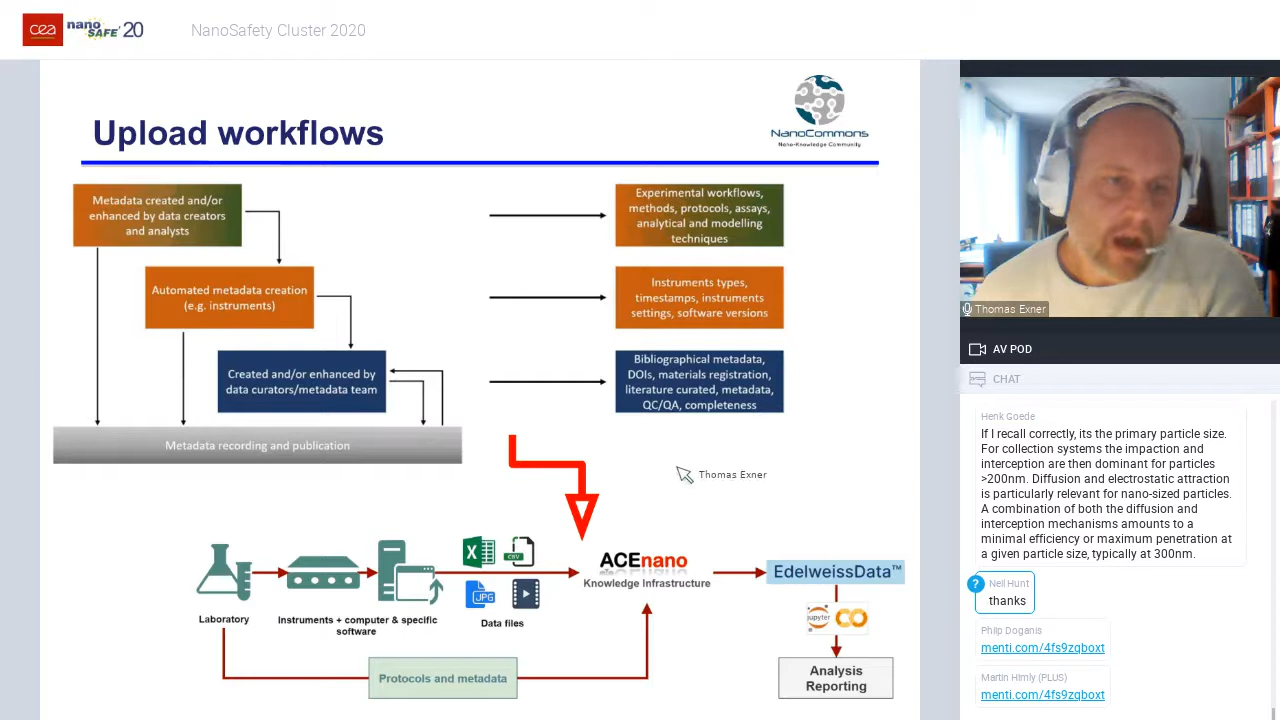 cea
nano
SAFE'20
NanoSafety Cluster 2020
Upload workflows
NanoCommons
Nano-Knowledge Community
Metadata created and/or
enhanced by data creators
and analysts
Experimental workflows,
methods, protocols, assays,
analytical and modelling
techniques
Automated metadata creation
(e.g. instruments)
Instruments types,
timestamps, instruments
settings, software versions
Created and/or enhanced by
data curators/metadata team
Bibliographical metadata,
DOIs, materials registration,
literature curated, metadata,
QC/QA, completeness
Metadata recording and publication
Thomas Exner
Laboratory
Instruments + computer & specific
software
X
CSV
JPG
Data files
ACEnano
Knowledge Infrastructure
EdelweissData™
jupyter
Analysis
Reporting
Protocols and metadata
Thomas Exner
AV POD
CHAT
Henk Goede
If I recall correctly, its the primary particle size.
For collection systems the impaction and
interception are then dominant for particles
>200nm. Diffusion and electrostatic attraction
is particularly relevant for nano-sized particles.
A combination of both the diffusion and
interception mechanisms amounts to a
minimal efficiency or maximum penetration at
a given particle size, typically at 300nm.
?
Neil Hunt
thanks
Philip Doganis
menti.com/4fs9zqboxt
Martin Himly (PLUS)
menti.com/4fs9zqboxt